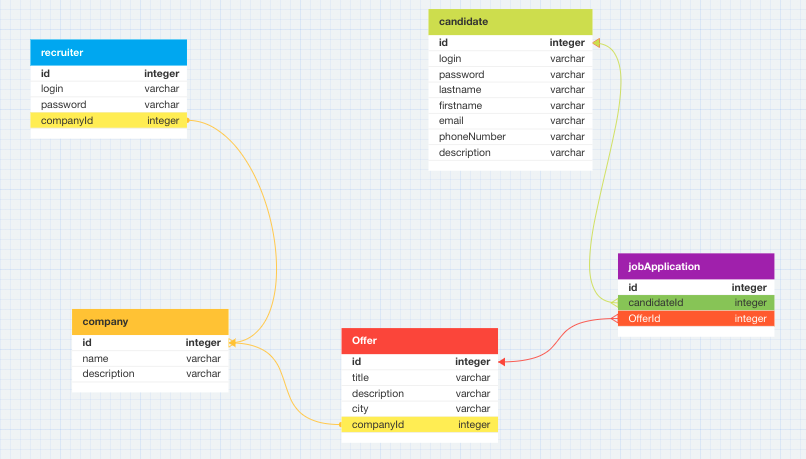 candidate
id integer
login varchar
password varchar
lastname varchar
firstname varchar
email varchar
phoneNumber varchar
description varchar
recruiter
id integer
login varchar
password varchar
companyId integer
jobApplication
id integer
candidateId integer
OfferId integer
company
id integer
name varchar
description varchar
Offer
id integer
title varchar
description varchar
city varchar
companyId integer